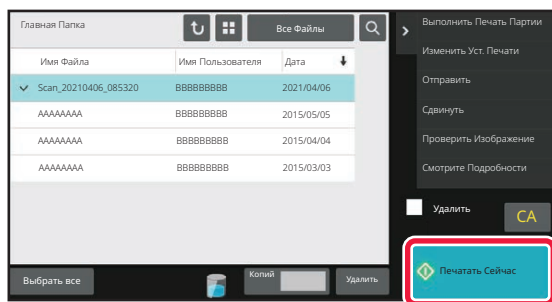 Главная Папка
Все Файлы
Имя Файла Имя Пользователя Дата
Scan_20210406_085320 BBBBBBBBB 2021/04/06
AAAAAAAA BBBBBBBBB 2015/05/05
AAAAAAAA BBBBBBBBB 2015/04/04
AAAAAAAA BBBBBBBBB 2015/03/03
Выбрать все
Копий
Удалить
Выполнить Печать Партии
Изменить Уст. Печати
Отправить
Сдвинуть
Проверить Изображение
Смотрите Подробности
Удалить
CA
Печатать Сейчас